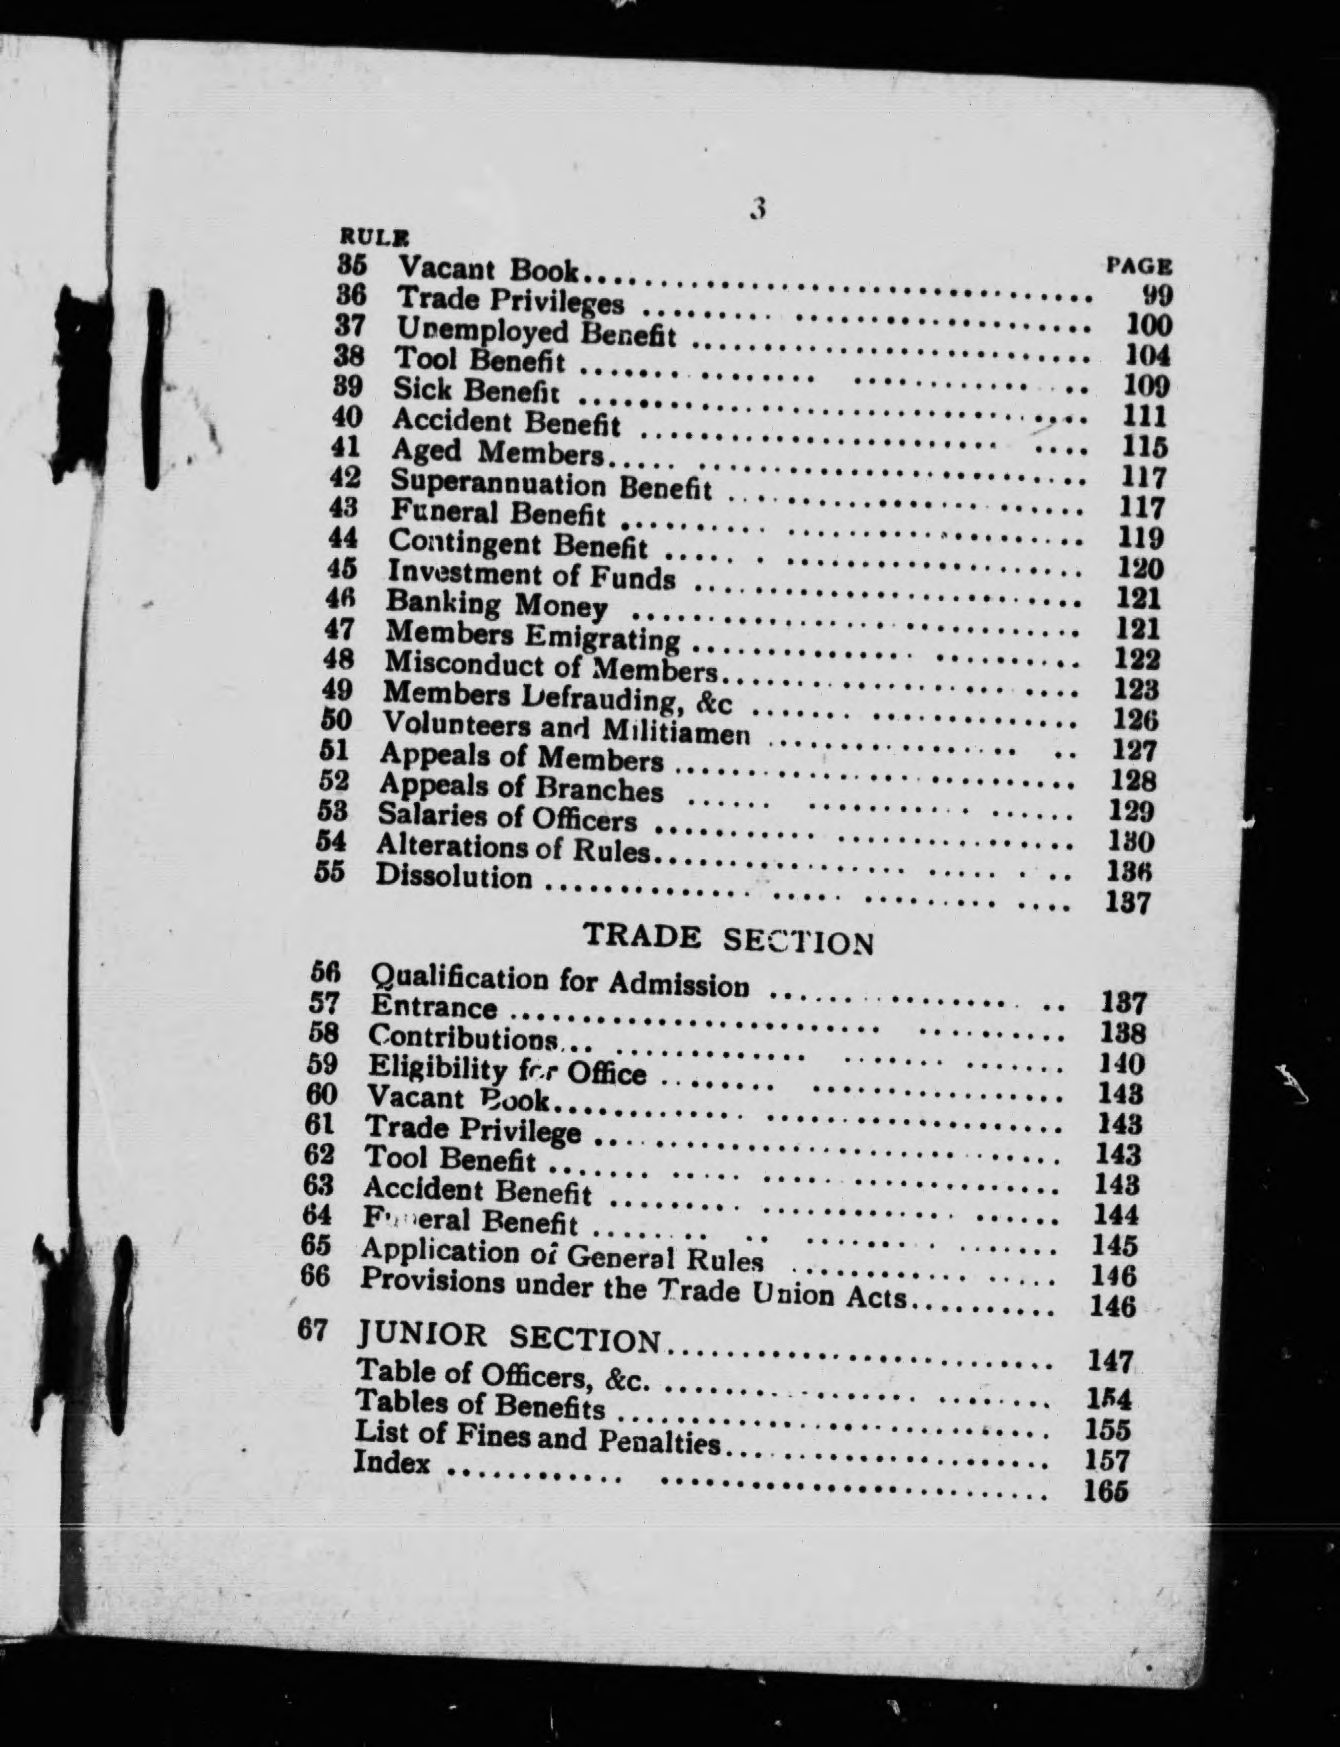 3
RULE PAGE
35 Vacant Book........ 99
36 Trade Privileges ........ 100
37 Unemployed Benefit ........ 104
38 Tool Benefit ........ 109
39 Sick Benefit ........ 111
40 Accident Benefit ........ 115
41 Aged Members........ 117
42 Superannuation Benefit ........ 117
43 Funeral Benefit ........ 119
44 Contingent Benefit ........ 120
45 Investment of Funds ........ 121
46 Banking Money ........ 121
47 Members Emigrating ........ 122
48 Misconduct of Members........ 123
49 Members Defrauding, &c ........ 126
50 Volunteers and Militiamen ........ 127
51 Appeals of Members ........ 128
52 Appeals of Branches ........ 129
53 Salaries of Officers ........ 130
54 Alterations of Rules........ 136
55 Dissolution ........ 137
TRADE SECTION
56 Qualification for Admission ........ 137
57 Entrance ........ 138
58 Contributions........ 140
59 Eligibility for Office ........ 143
60 Vacant Book........ 143
61 Trade Privilege ........ 143
62 Tool Benefit ........ 143
63 Accident Benefit ........ 144
64 Funeral Benefit ........ 145
65 Application of General Rules ........ 146
66 Provisions under the Trade Union Acts........ 146
67 JUNIOR SECTION........ 147
Table of Officers, &c. ........ 154
Tables of Benefits ........ 155
List of Fines and Penalties........ 157
Index ........ 165